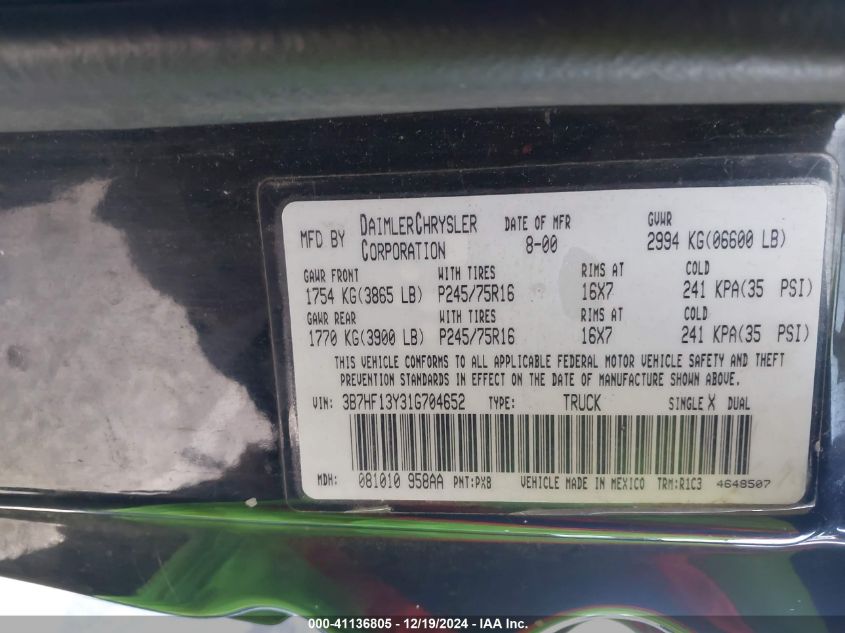 MFD BY DAIMLERCHRYSLER CORPORATION DATE OF MFR 8-00 GVWR 2994 KG(06600 LB)
GAWR FRONT WITH TIRES RIMS AT COLD
1754 KG(3865 LB) P245/75R16 16X7 241 KPA(35 PSI)
GAWR REAR WITH TIRES RIMS AT COLD
1770 KG(3900 LB) P245/75R16 16X7 241 KPA(35 PSI)
THIS VEHICLE CONFORMS TO ALL APPLICABLE FEDERAL MOTOR VEHICLE SAFETY AND THEFT
PREVENTION STANDARDS IN EFFECT ON THE DATE OF MANUFACTURE SHOWN ABOVE.
VIN: 3B7HF13Y31G704652 TYPE: TRUCK SINGLE X DUAL
MDH: 081010 958AA PNT:PX8 VEHICLE MADE IN MEXICO TRM:R1C3 4648507
000-41136805 - 12/19/2024 - IAA Inc.